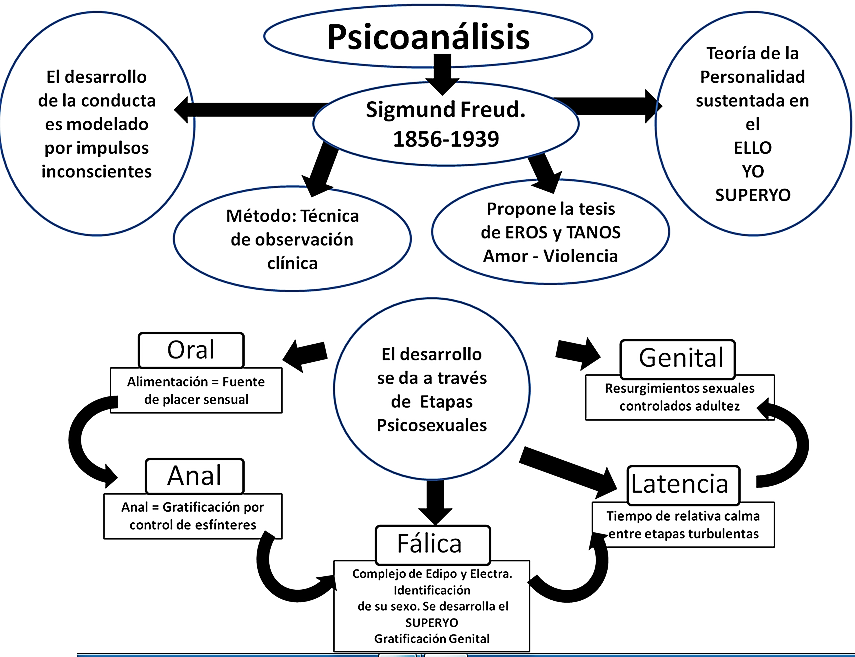 Psicoanálisis
Sigmund Freud.
1856-1939
El desarrollo
de la conducta
es modelado
por impulsos
inconscientes
Teoría de la
Personalidad
sustentada en
el
ELLO
YO
SUPERYO
Método: Técnica
de observación
clínica
Propone la tesis
de EROS y TANOS
Amor - Violencia
El desarrollo
se da a través
de Etapas
Psicosexuales
Oral
Alimentación = Fuente
de placer sensual
Anal
Anal = Gratificación por
control de esfínteres
Fálica
Complejo de Edipo y Electra.
Identificación
de su sexo. Se desarrolla el
SUPERYO
Gratificación Genital
Latencia
Tiempo de relativa calma
entre etapas turbulentas
Genital
Resurgimientos sexuales
controlados adultez